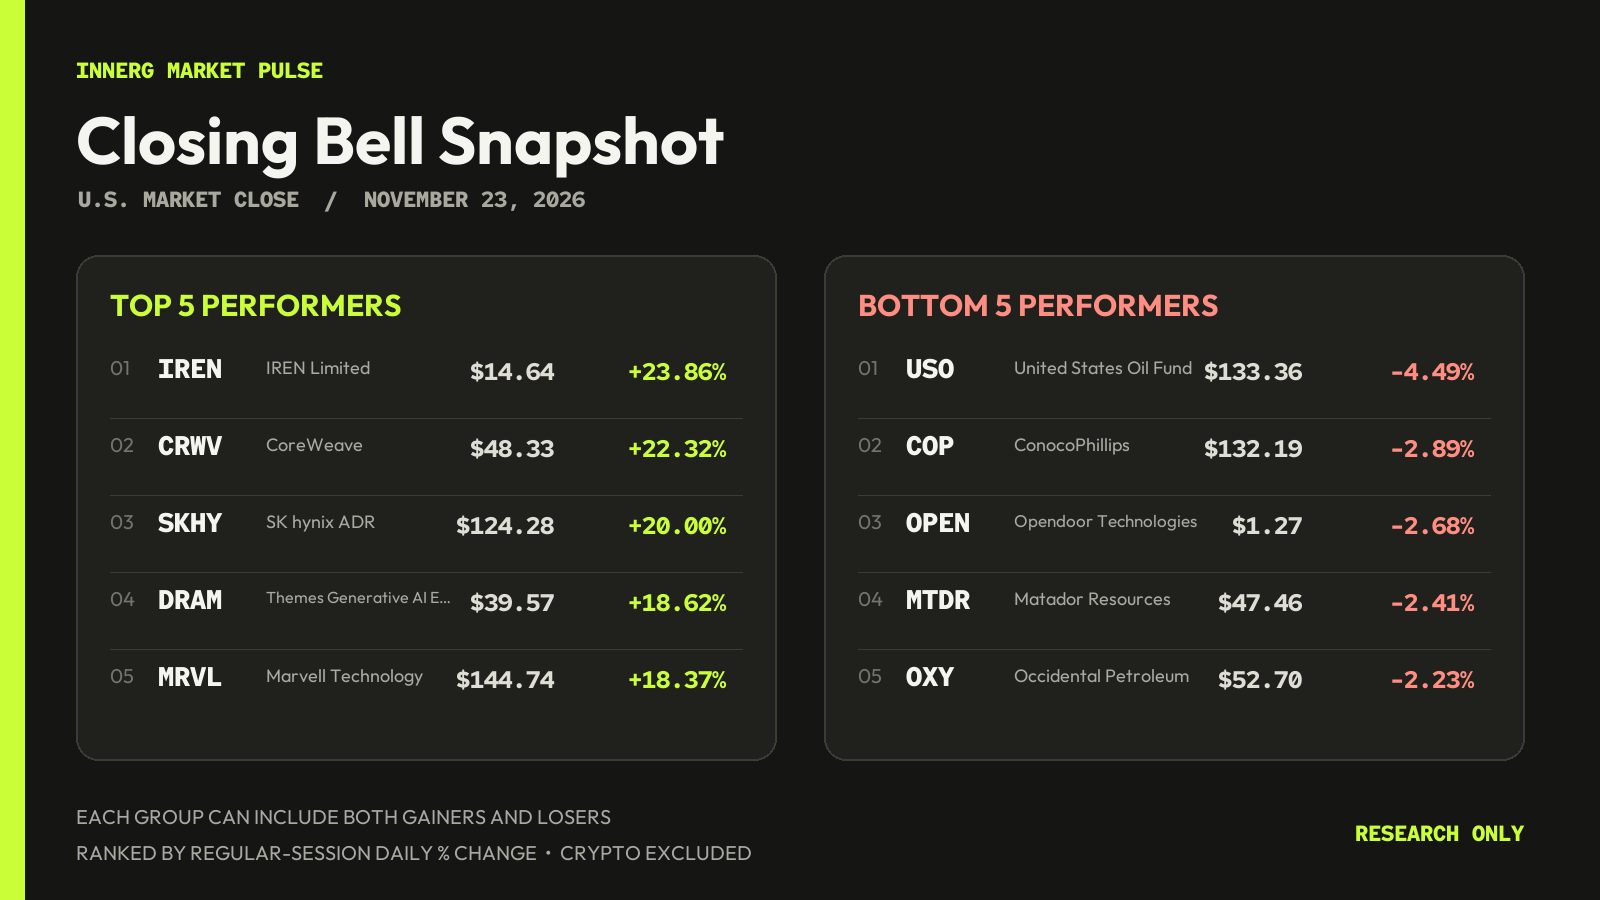 INNERG MARKET PULSE
Closing Bell Snapshot
U.S. MARKET CLOSE / NOVEMBER 23, 2026
TOP 5 PERFORMERS
01 IREN IREN Limited $14.64 +23.86%
02 CRWV CoreWeave $48.33 +22.32%
03 SKHY SK hynix ADR $124.28 +20.00%
04 DRAM Themes Generative AI E... $39.57 +18.62%
05 MRVL Marvell Technology $144.74 +18.37%
BOTTOM 5 PERFORMERS
01 USO United States Oil Fund $133.36 -4.49%
02 COP ConocoPhillips $132.19 -2.89%
03 OPEN Opendoor Technologies $1.27 -2.68%
04 MTDR Matador Resources $47.46 -2.41%
05 OXY Occidental Petroleum $52.70 -2.23%
EACH GROUP CAN INCLUDE BOTH GAINERS AND LOSERS
RANKED BY REGULAR-SESSION DAILY % CHANGE • CRYPTO EXCLUDED
RESEARCH ONLY